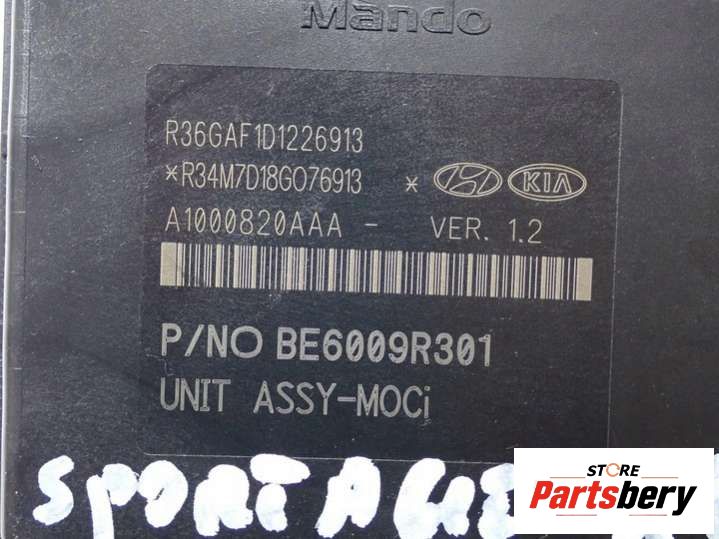 Mando
R36GAF1D1226913
*R34M7D18G076913 * KIA
A1000820AAA - VER. 1.2
P/NO BE6009R301
UNIT ASSY-MOCi
SPORTAGE
STORE
Partsbery